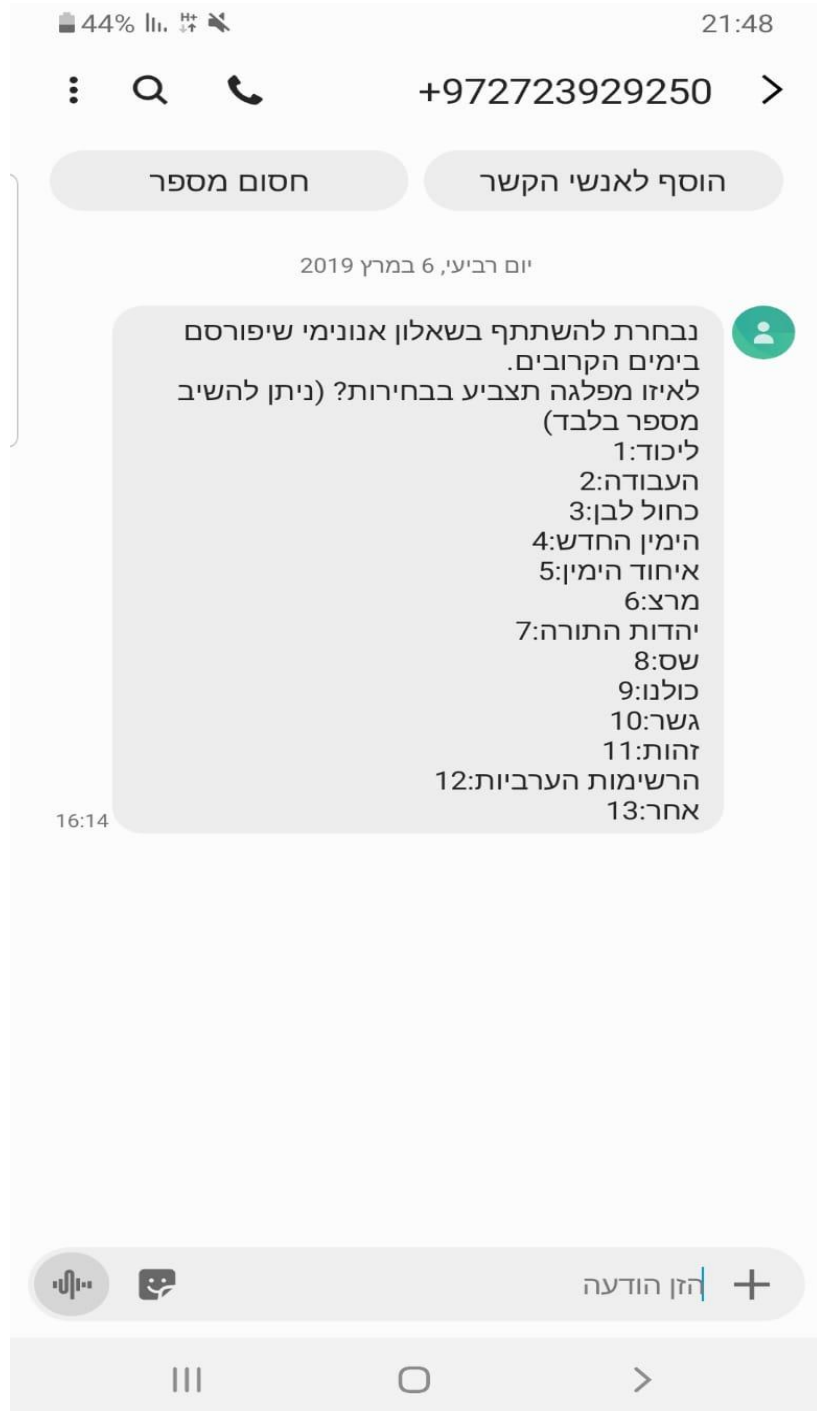 44% 21:48
+972723929250
הוסף לאנשי הקשר
חסום מספר
יום רביעי, 6 במרץ 2019
נבחרת להשתתף בשאלון אנונימי שיפורסם
בימים הקרובים.
לאיזו מפלגה תצביע בבחירות? (ניתן להשיב
מספר בלבד)
ליכוד:1
העבודה:2
כחול לבן:3
הימין החדש:4
איחוד הימין:5
מרצ:6
יהדות התורה:7
שס:8
כולנו:9
גשר:10
זהות:11
הרשימות הערביות:12
אחר:13
16:14
הזן הודעה